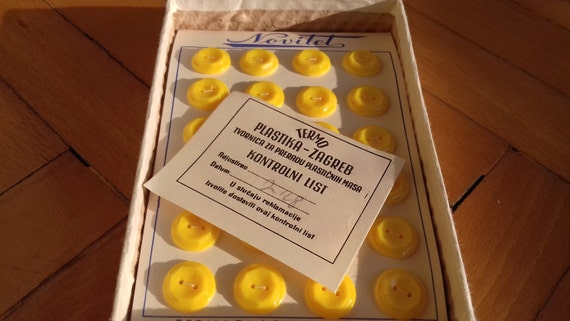 Novitet
TERMO
PLASTIKA-ZAGREB
TVORNICA ZA PRERADU PLASTIČNIH MASA
KONTROLNI LIST
Adjustiran
Datum
U slučaju reklamacije
izvolite dostaviti ovaj kontrolni list